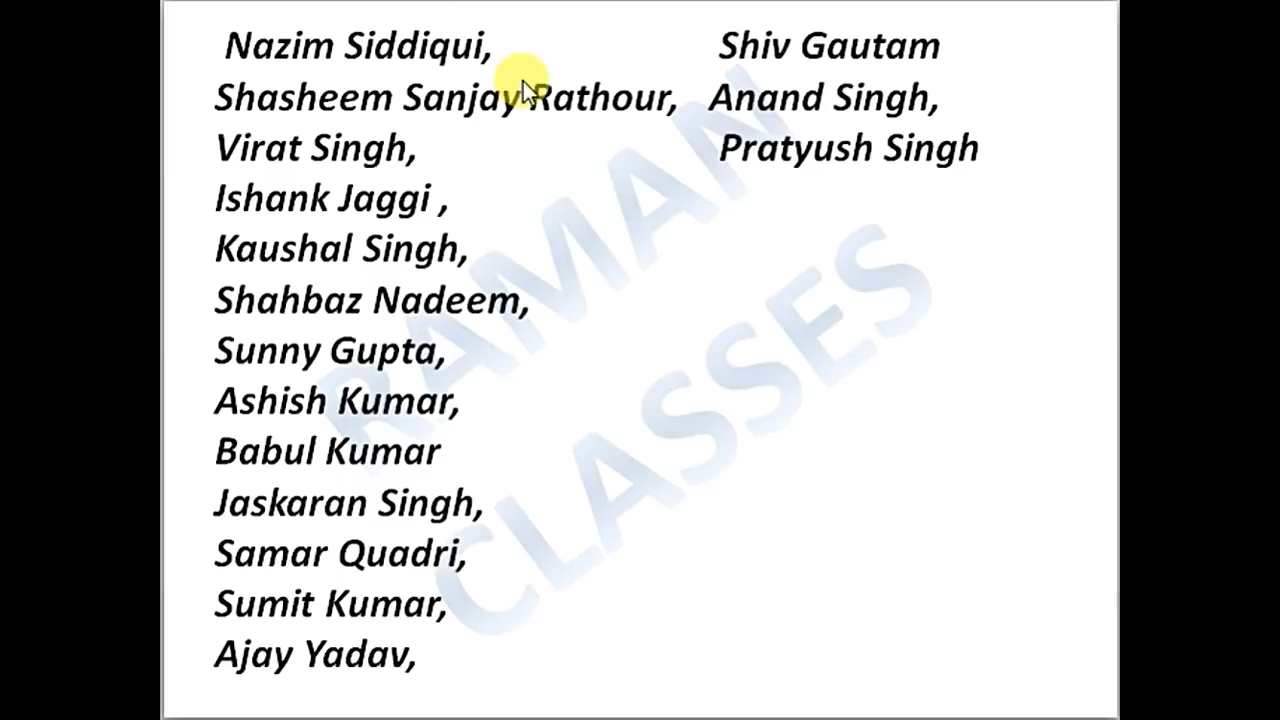 Nazim Siddiqui,
Shasheem Sanjay Rathour,
Virat Singh,
Ishank Jaggi ,
Kaushal Singh,
Shahbaz Nadeem,
Sunny Gupta,
Ashish Kumar,
Babul Kumar
Jaskaran Singh,
Samar Quadri,
Sumit Kumar,
Ajay Yadav,
Shiv Gautam
Anand Singh,
Pratyush Singh
RAMAN
CLASSES